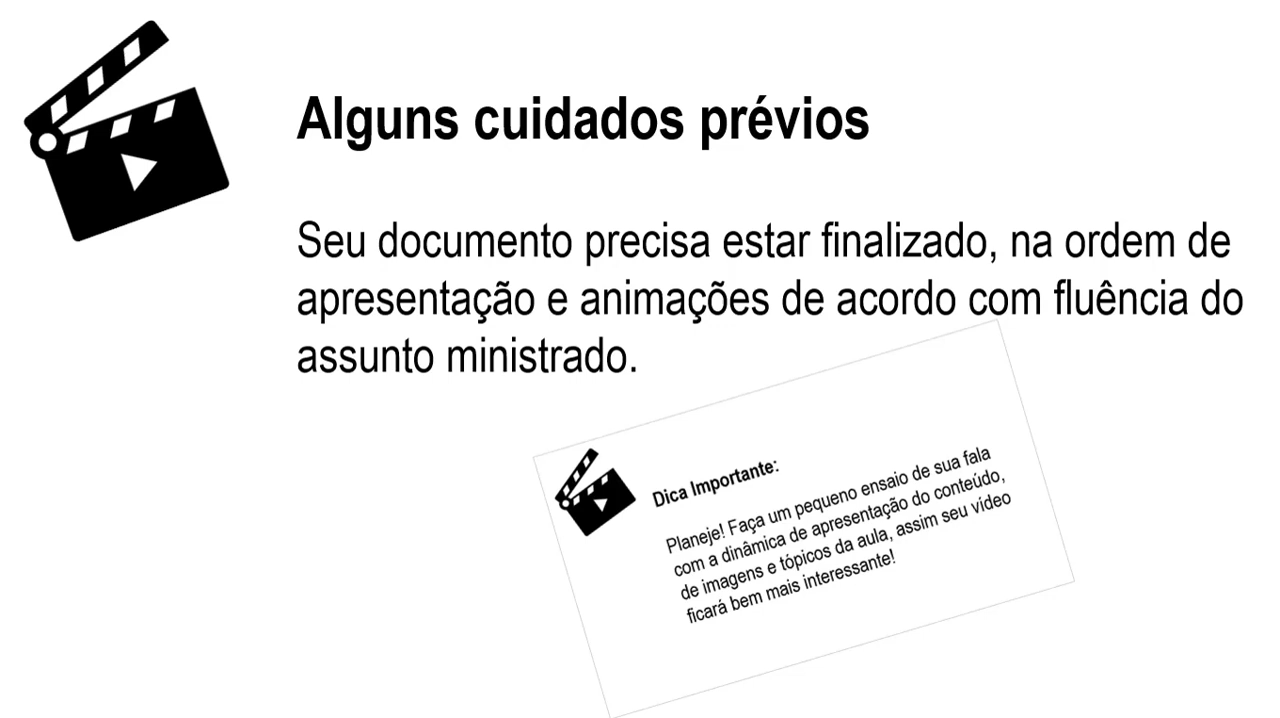 Alguns cuidados prévios
Seu documento precisa estar finalizado, na ordem de
apresentação e animações de acordo com fluência do
assunto ministrado.
Dica Importante:
Planeje! Faça um pequeno ensaio de sua fala
com a dinâmica de apresentação do conteúdo,
de imagens e tópicos da aula, assim seu vídeo
ficará bem mais interessante!